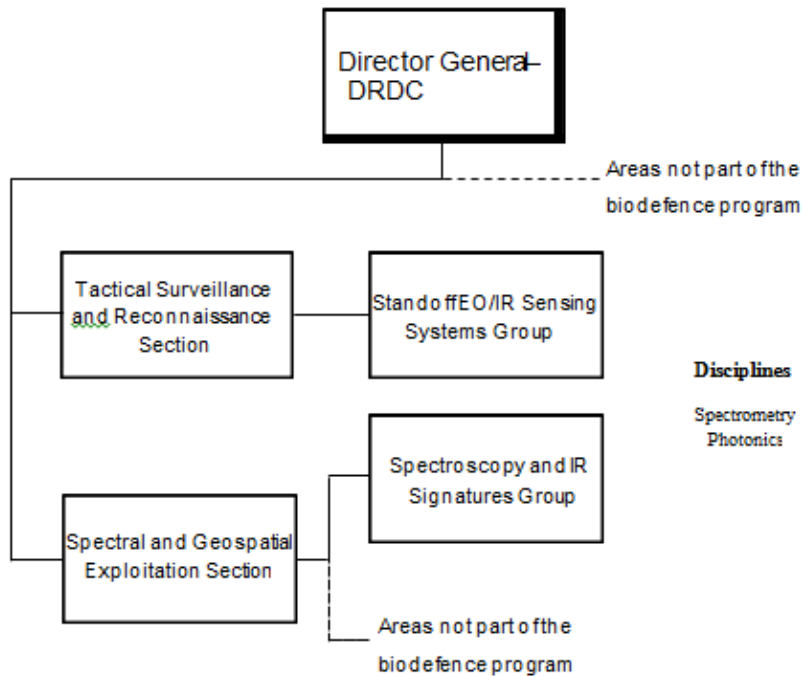 Director General–
DRDC
Areas not part of the
biodefence program
Tactical Surveillance
and Reconnaissance
Section
Standoff EO/IR Sensing
Systems Group
Disciplines
Spectrometry
Photonics
Spectroscopy and IR
Signatures Group
Spectral and Geospatial
Exploitation Section
Areas not part of the
biodefence program